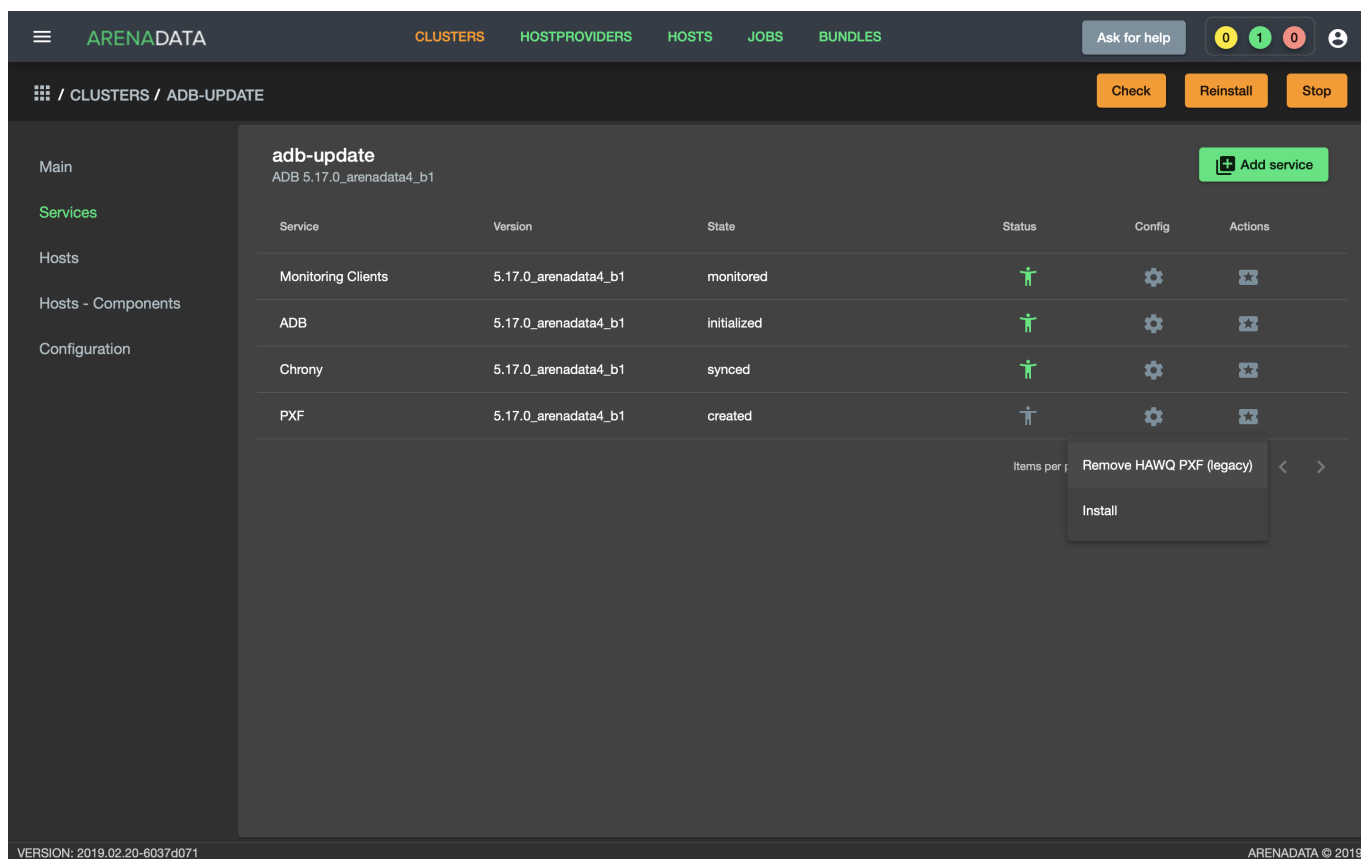 ARENADATA CLUSTERS HOSTPROVIDERS HOSTS JOBS BUNDLES Ask for help 0 1 0
/ CLUSTERS / ADB-UPDATE Check Reinstall Stop
Main
Services
Hosts
Hosts - Components
Configuration
adb-update
ADB 5.17.0_arenadata4_b1
Add service
Service Version State Status Config Actions
Monitoring Clients 5.17.0_arenadata4_b1 monitored
ADB 5.17.0_arenadata4_b1 initialized
Chrony 5.17.0_arenadata4_b1 synced
PXF 5.17.0_arenadata4_b1 created
Items per
Remove HAWQ PXF (legacy)
Install
VERSION: 2019.02.20-6037d071 ARENADATA © 2019